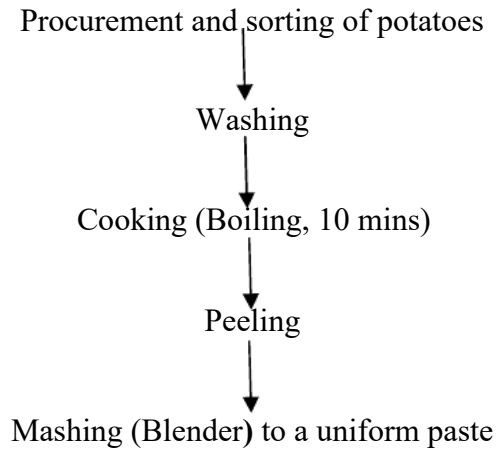 Procurement and sorting of potatoes
Washing
Cooking (Boiling, 10 mins)
Peeling
Mashing (Blender) to a uniform paste